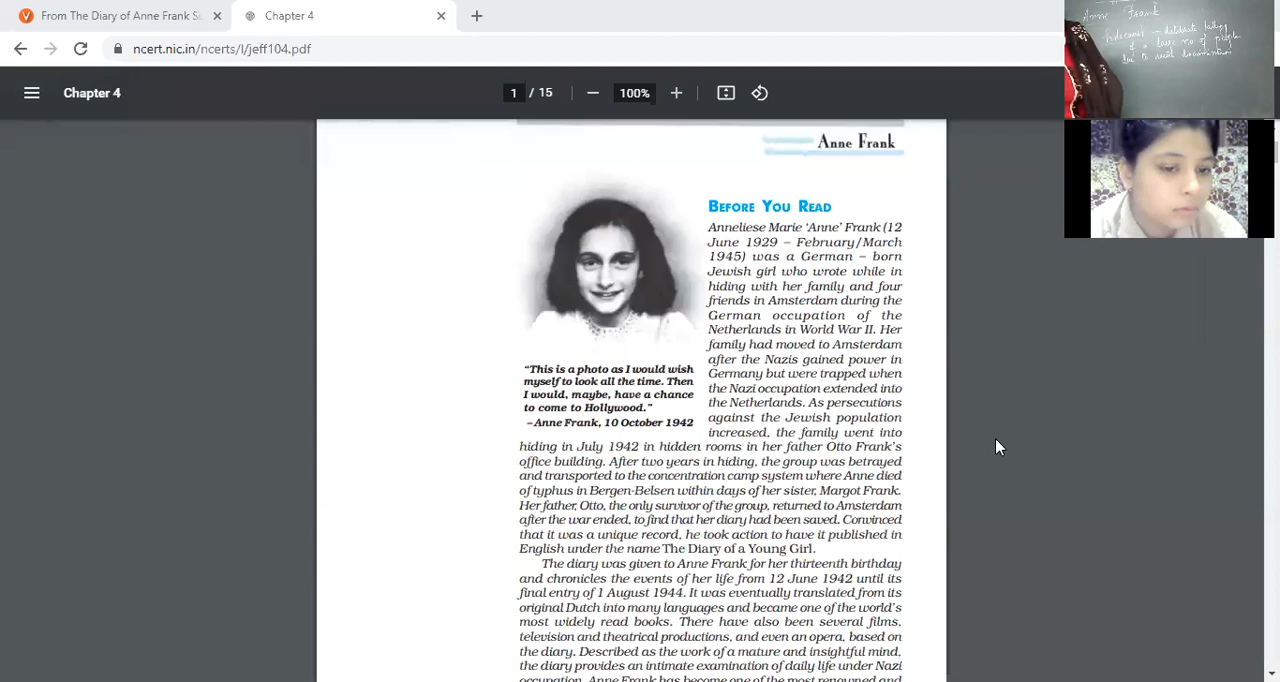 From The Diary of Anne Frank S
Chapter 4
ncert.nic.in/ncerts/l/jeff104.pdf
Chapter 4
1 / 15
100%
Anne Frank
BEFORE YOU READ
Anneliese Marie ‘Anne’ Frank (12
June 1929 – February/March
1945) was a German – born
Jewish girl who wrote while in
hiding with her family and four
friends in Amsterdam during the
German occupation of the
Netherlands in World War II. Her
family had moved to Amsterdam
after the Nazis gained power in
Germany but were trapped when
the Nazi occupation extended into
the Netherlands. As persecutions
against the Jewish population
increased, the family went into
“This is a photo as I would wish
myself to look all the time. Then
I would, maybe, have a chance
to come to Hollywood.”
–Anne Frank, 10 October 1942
hiding in July 1942 in hidden rooms in her father Otto Frank’s
office building. After two years in hiding, the group was betrayed
and transported to the concentration camp system where Anne died
of typhus in Bergen-Belsen within days of her sister, Margot Frank.
Her father, Otto, the only survivor of the group, returned to Amsterdam
after the war ended, to find that her diary had been saved. Convinced
that it was a unique record, he took action to have it published in
English under the name The Diary of a Young Girl.
The diary was given to Anne Frank for her thirteenth birthday
and chronicles the events of her life from 12 June 1942 until its
final entry of 1 August 1944. It was eventually translated from its
original Dutch into many languages and became one of the world’s
most widely read books. There have also been several films,
television and theatrical productions, and even an opera, based on
the diary. Described as the work of a mature and insightful mind,
the diary provides an intimate examination of daily life under Nazi
occupation. Anne Frank has become one of the most renowned and
Anne Frank
deliberate killing
of a large no of people
due to